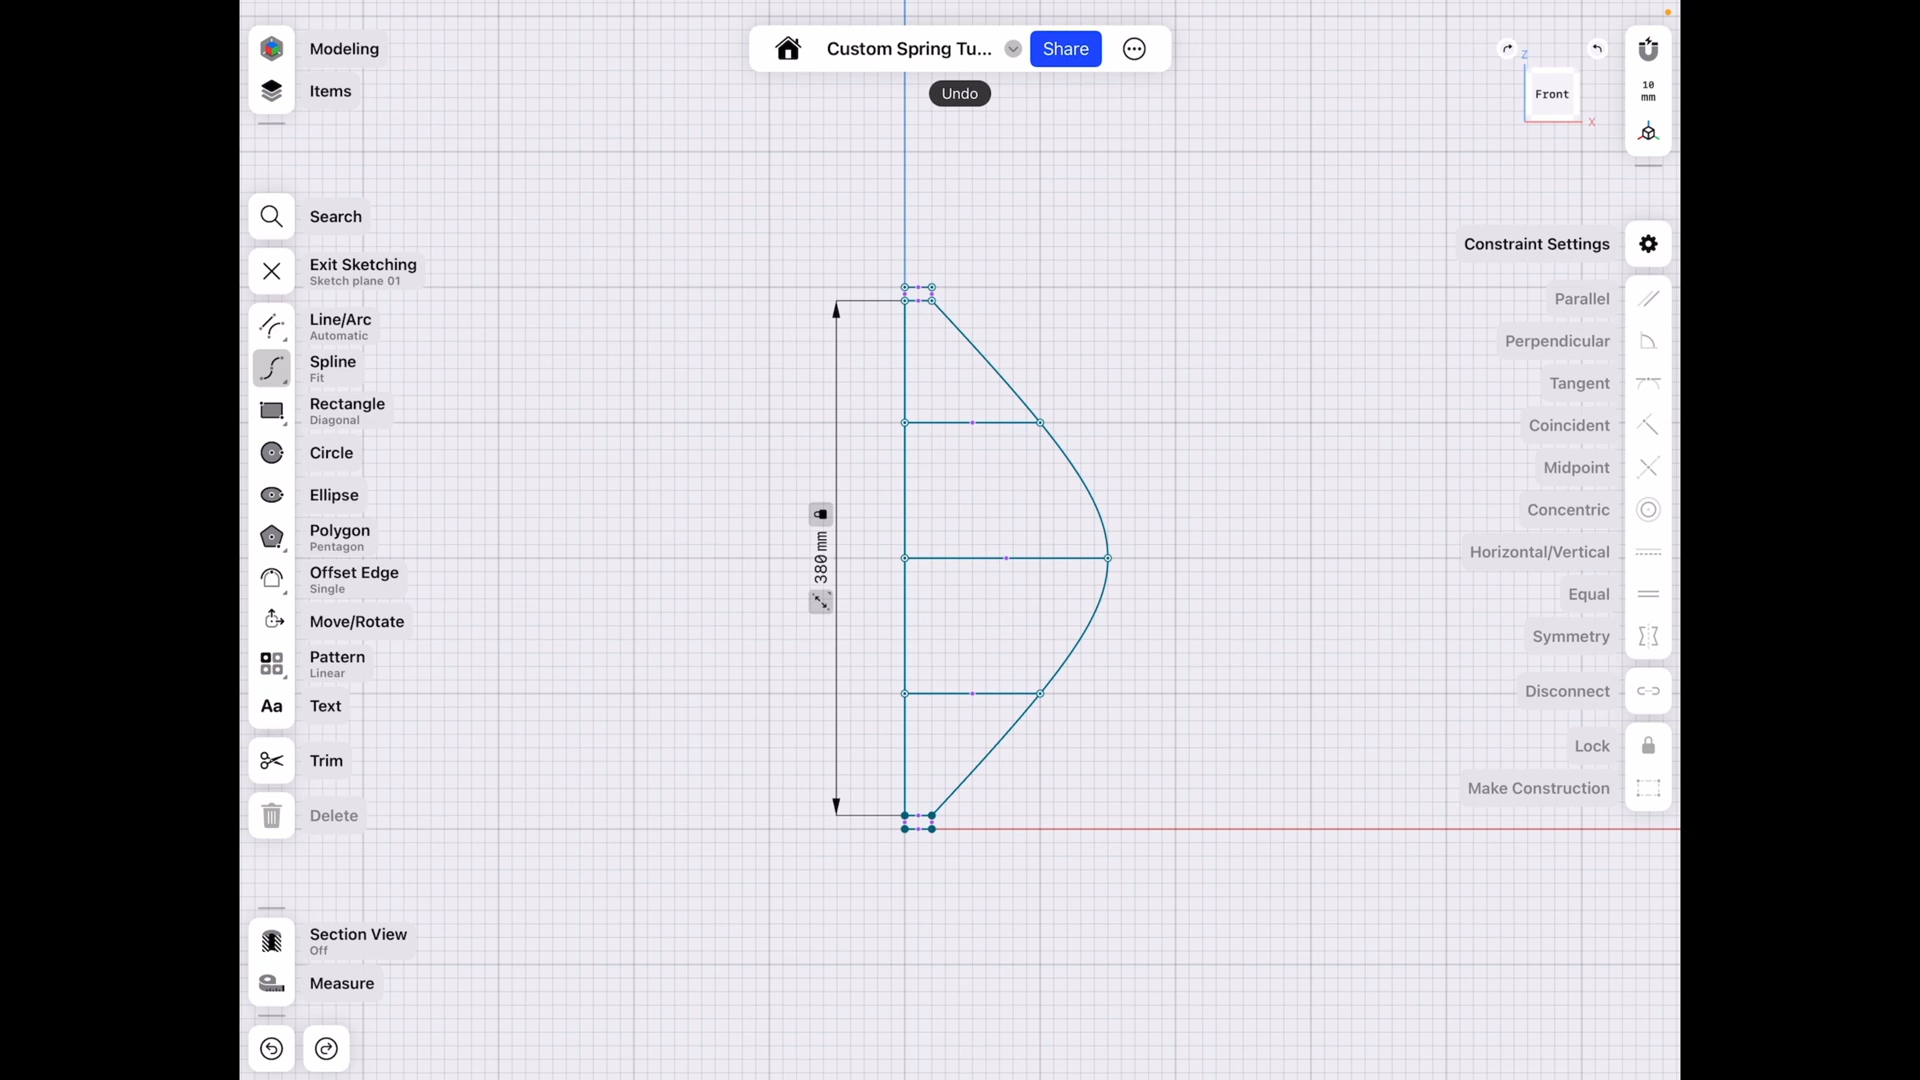 Modeling
Items
Custom Spring Tu...
Share
Undo
Z
Front
X
10
mm
Search
Exit Sketching
Sketch plane 01
Line/Arc
Automatic
Spline
Fit
Rectangle
Diagonal
Circle
Ellipse
Polygon
Pentagon
Offset Edge
Single
Move/Rotate
Pattern
Linear
Aa
Text
Trim
Delete
Section View
Off
Measure
380 mm
Constraint Settings
Parallel
Perpendicular
Tangent
Coincident
Midpoint
Concentric
Horizontal/Vertical
Equal
Symmetry
Disconnect
Lock
Make Construction